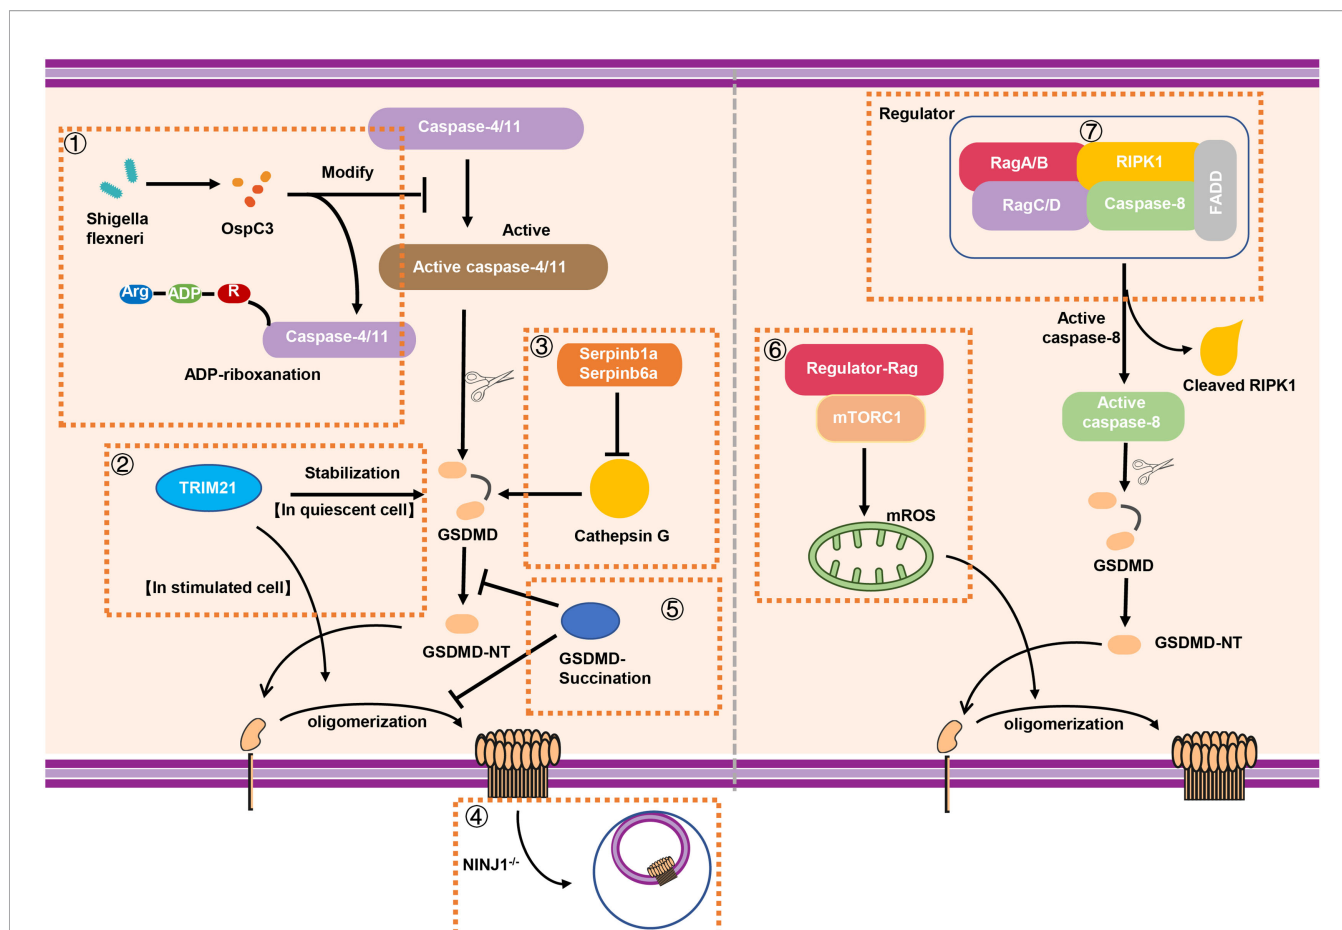 ①
Shigella
flexneri
OspC3
Modify
Caspase-4/11
Active
Active caspase-4/11
Arg
ADP
R
Caspase-4/11
ADP-riboxanation
②
TRIM21
Stabilization
【In quiescent cell】
【In stimulated cell】
③
Serpinb1a
Serpinb6a
Cathepsin G
GSDMD
GSDMD-NT
⑤
GSDMD-
Succination
oligomerization
④
NINJ1-/-
Regulator
⑦
RagA/B
RIPK1
RagC/D
Caspase-8
FADD
Active
caspase-8
Cleaved RIPK1
⑥
Regulator-Rag
mTORC1
mROS
Active
caspase-8
GSDMD
GSDMD-NT
oligomerization